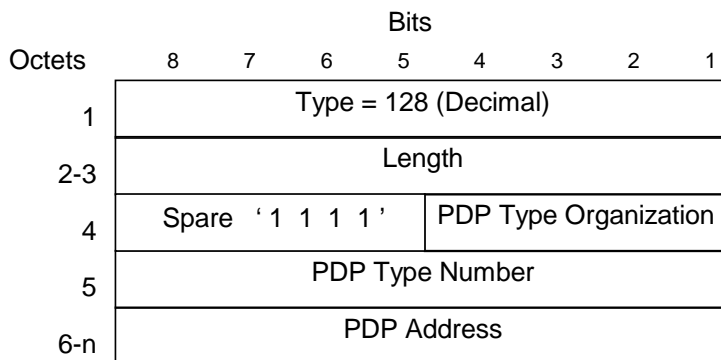 Bits
Octets 8 7 6 5 4 3 2 1
1 Type = 128 (Decimal)
2-3 Length
4 Spare ‘ 1 1 1 1 ’ PDP Type Organization
5 PDP Type Number
6-n PDP Address